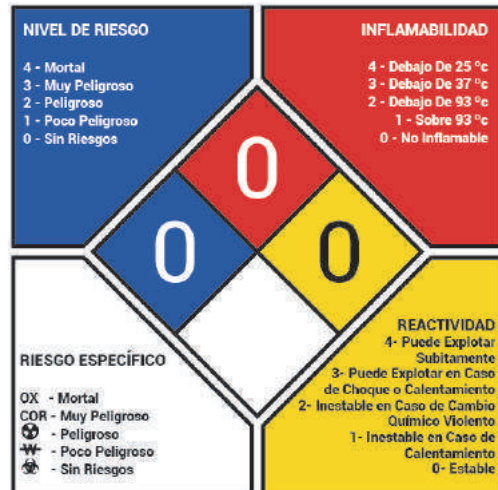 NIVEL DE RIESGO
4 - Mortal
3 - Muy Peligroso
2 - Peligroso
1 - Poco Peligroso
0 - Sin Riesgos
INFLAMABILIDAD
4 - Debajo De 25 ºc
3 - Debajo De 37 ºc
2 - Debajo De 93 ºc
1 - Sobre 93 ºc
0 - No Inflamable
0
0
0
RIESGO ESPECÍFICO
OX - Mortal
COR - Muy Peligroso
☢ - Peligroso
W - Poco Peligroso
☣ - Sin Riesgos
REACTIVIDAD
4- Puede Explotar
Subitamente
3- Puede Explotar en Caso
de Choque o Calentamiento
2- Inestable en Caso de Cambio
Químico Violento
1- Inestable en Caso de
Calentamiento
0- Estable